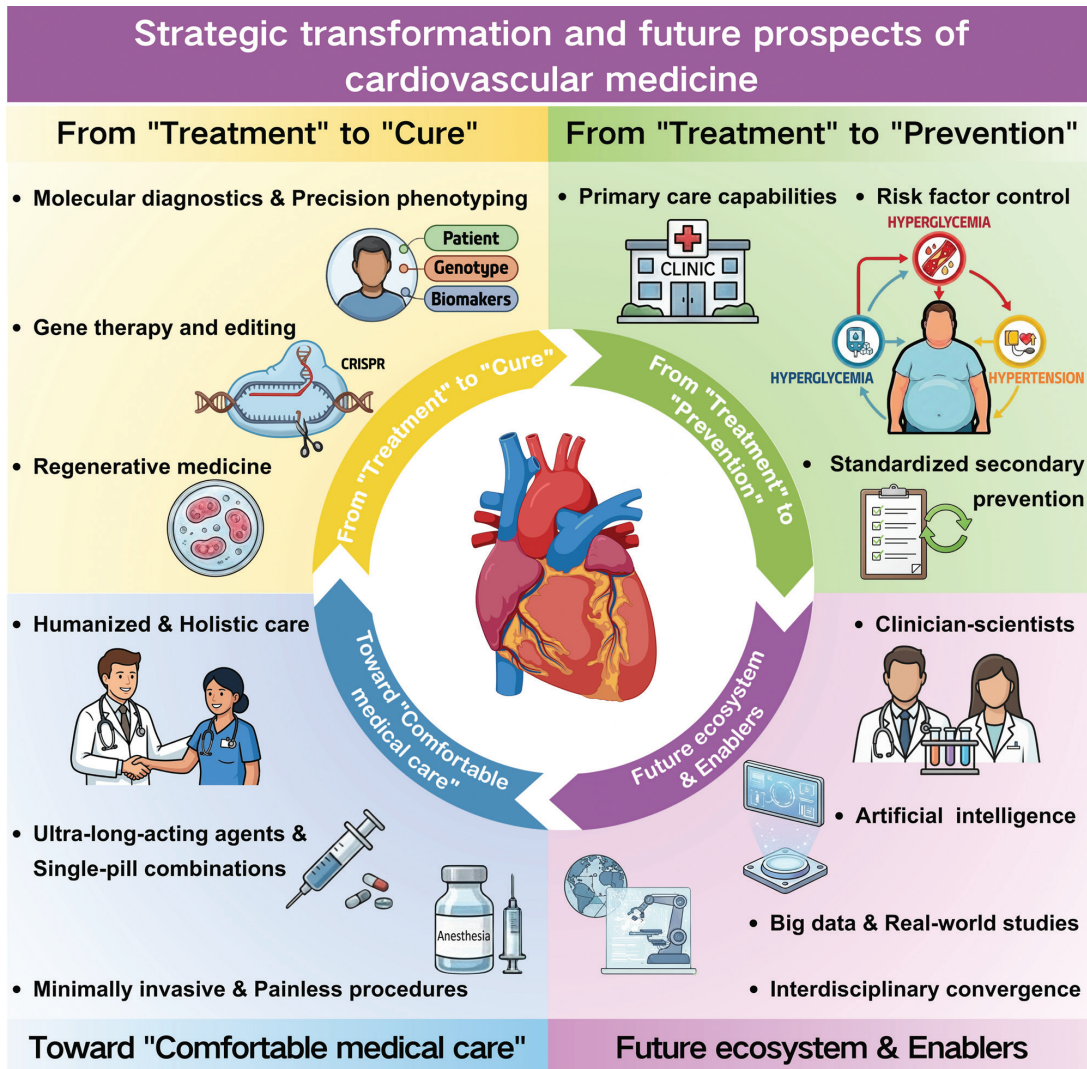 Strategic transformation and future prospects of
cardiovascular medicine
From "Treatment" to "Cure"
• Molecular diagnostics & Precision phenotyping
Patient
Genotype
Biomakers
• Gene therapy and editing
CRISPR
• Regenerative medicine
From "Treatment" to "Prevention"
• Primary care capabilities
CLINIC
• Risk factor control
HYPERGLYCEMIA
HYPERGLYCEMIA
HYPERTENSION
• Standardized secondary
prevention
From "Treatment" to "Cure"
From "Treatment" to
"Prevention"
Toward "Comfortable
medical care"
Future ecosystem
& Enablers
• Humanized & Holistic care
• Ultra-long-acting agents &
Single-pill combinations
Anesthesia
• Minimally invasive & Painless procedures
Toward "Comfortable medical care"
• Clinician-scientists
• Artificial intelligence
• Big data & Real-world studies
• Interdisciplinary convergence
Future ecosystem & Enablers